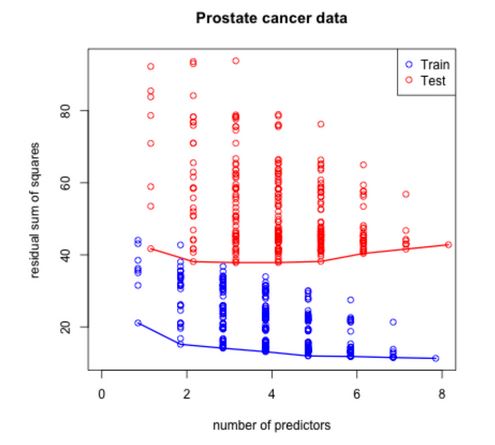 Prostate cancer data
Train
Test
residual sum of squares
20
40
60
80
0 2 4 6 8
number of predictors